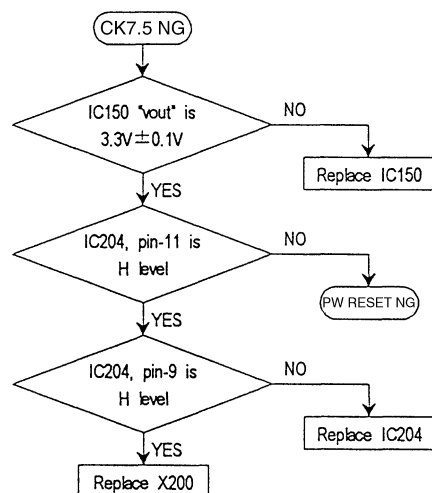 CK7.5 NG
IC150 "vout" is
3.3V±0.1V
NO
Replace IC150
YES
IC204, pin-11 is
H level
NO
PW RESET NG
YES
IC204, pin-9 is
H level
NO
Replace IC204
YES
Replace X200